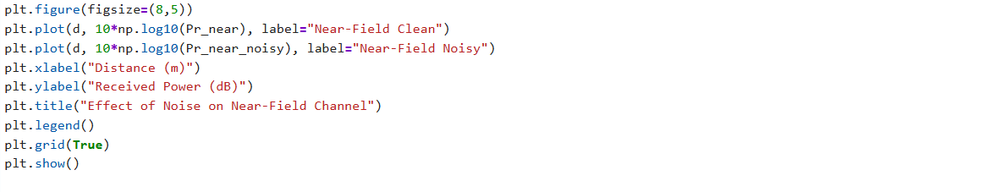 plt.figure(figsize=(8,5))
plt.plot(d, 10*np.log10(Pr_near), label="Near-Field Clean")
plt.plot(d, 10*np.log10(Pr_near_noisy), label="Near-Field Noisy")
plt.xlabel("Distance (m)")
plt.ylabel("Received Power (dB)")
plt.title("Effect of Noise on Near-Field Channel")
plt.legend()
plt.grid(True)
plt.show()